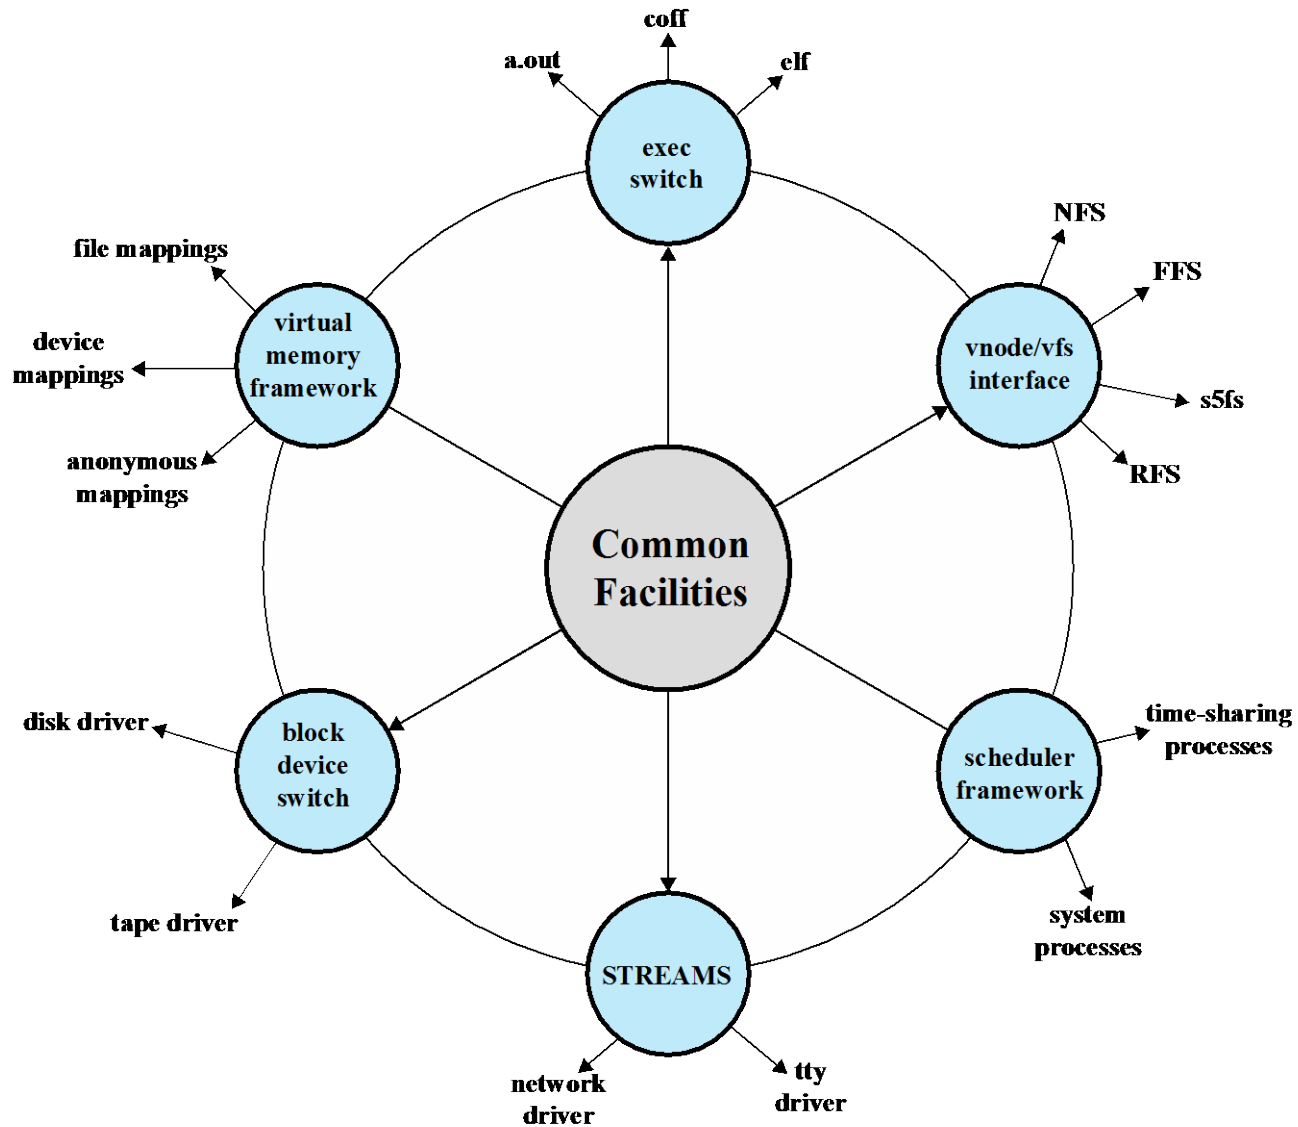 coff
a.out
elf
exec
switch
NFS
file mappings
FFS
virtual
memory
framework
device
mappings
vnode/vfs
interface
s5fs
anonymous
mappings
RFS
Common
Facilities
disk driver
block
device
switch
time-sharing
processes
scheduler
framework
tape driver
system
processes
STREAMS
network
driver
tty
driver